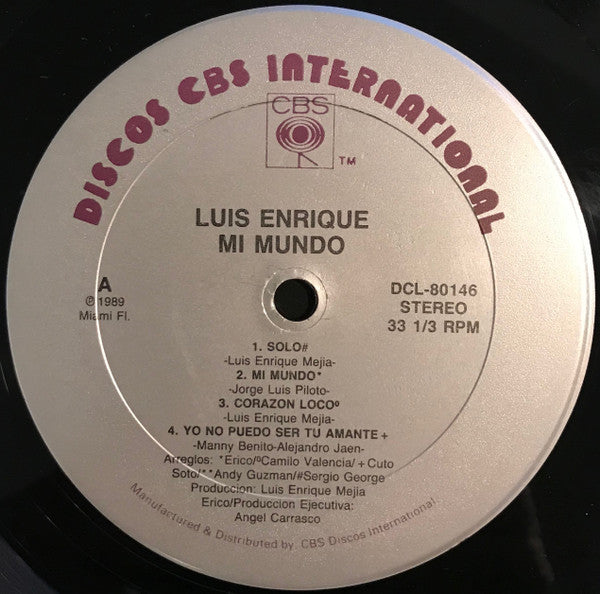 DISCOS CBS INTERNATIONAL
CBS
TM
LUIS ENRIQUE
MI MUNDO
A
℗ 1989
Miami Fl.
DCL-80146
STEREO
33 1/3 RPM
1. SOLO#
-Luis Enrique Mejia-
2. MI MUNDO*
-Jorge Luis Piloto-
3. CORAZON LOCOº
-Luis Enrique Mejia-
4. YO NO PUEDO SER TU AMANTE+
-Manny Benito-Alejandro Jaen-
Arreglos: *Erico/ºCamilo Valencia/+Cuto
Soto/**Andy Guzman/#Sergio George
Produccion: Luis Enrique Mejia
Erico/Produccion Ejecutiva:
Angel Carrasco
Manufactured & Distributed by CBS Discos International